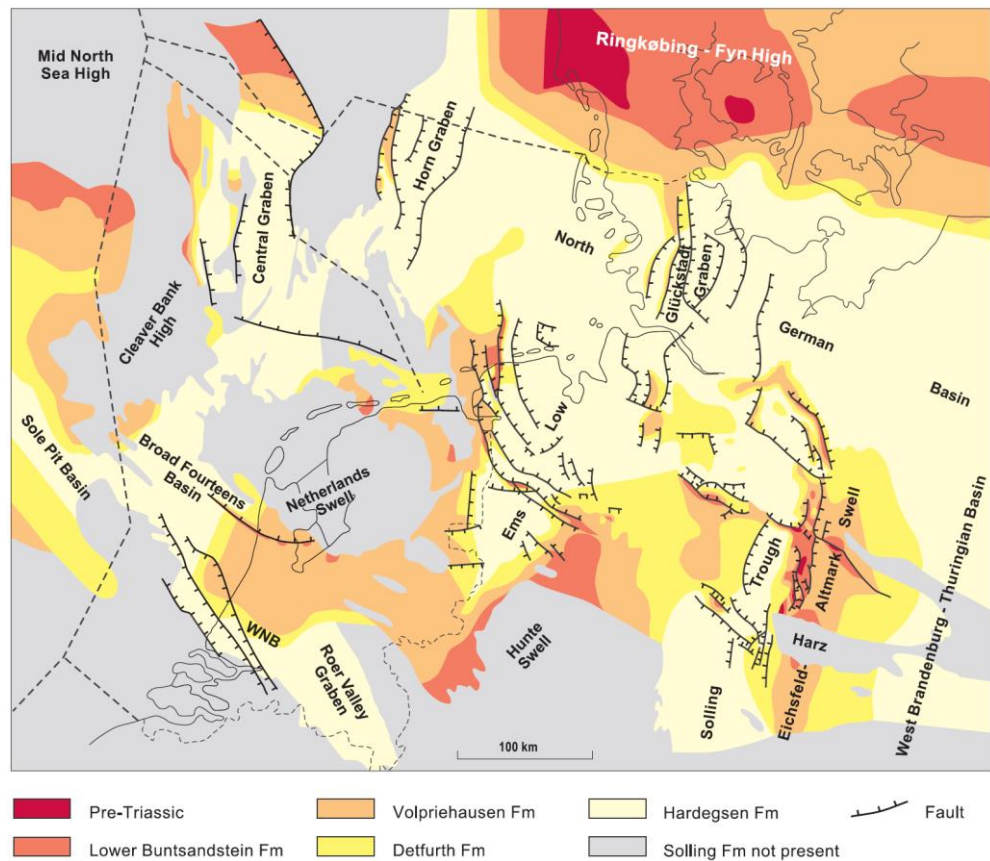 Mid North
Sea High
Ringkøbing - Fyn High
Horn Graben
Central Graben
North
Glückstadt
Graben
German
Basin
Cleaver Bank
High
Sole Pit Basin
Broad Fourteens
Basin
Netherlands
Swell
Low
Ems
Trough
Swell
Altmark
WNB
Roer Valley
Graben
Hunte
Swell
Harz
Solling
Eichsfeld-
West Brandenburg - Thuringian Basin
100 km
Pre-Triassic
Volpriehausen Fm
Hardegsen Fm
Fault
Lower Buntsandstein Fm
Detfurth Fm
Solling Fm not present